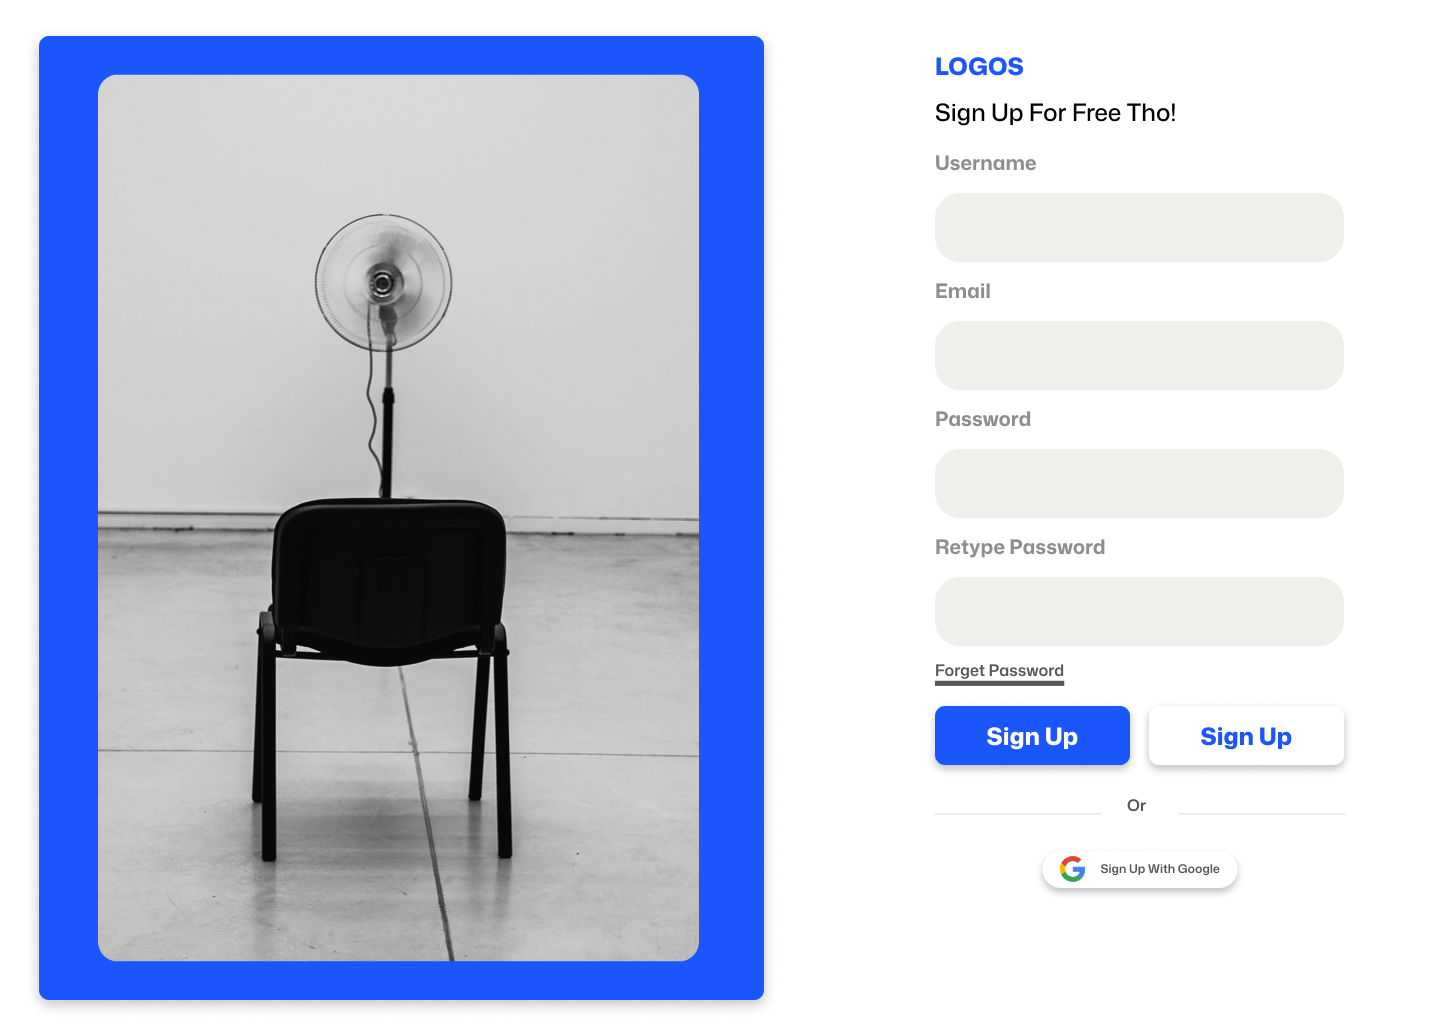 LOGOS
Sign Up For Free Tho!
Username
Email
Password
Retype Password
Forget Password
Sign Up
Sign Up
Or
Sign Up With Google